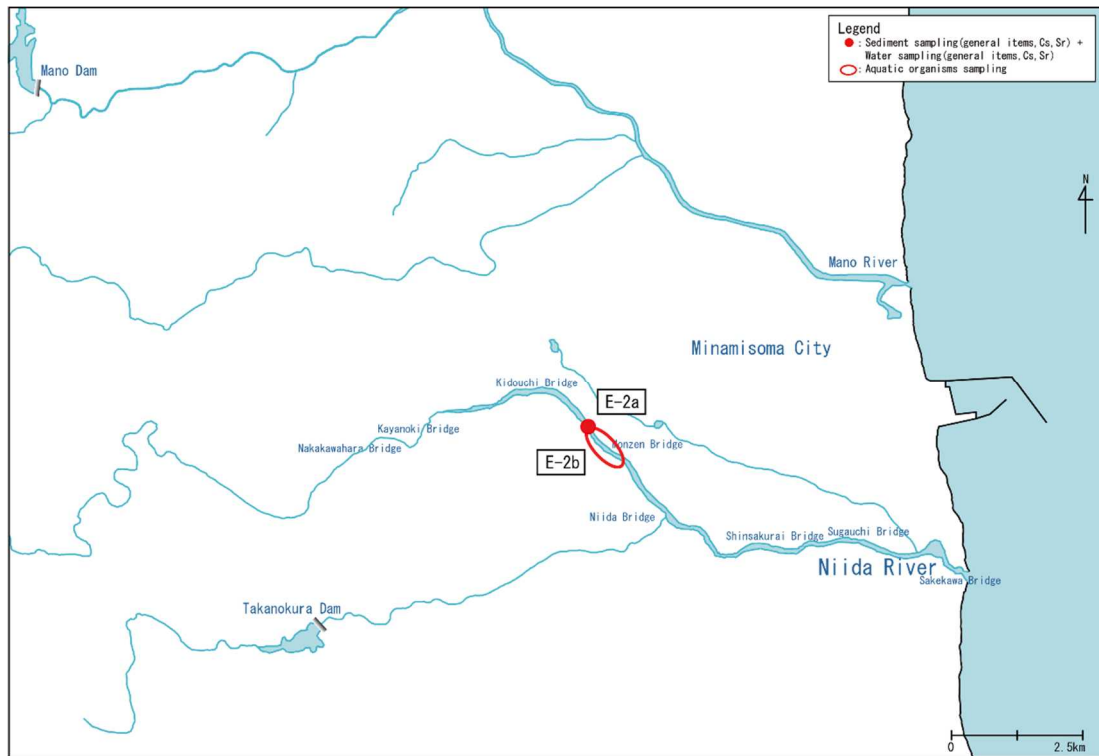 Legend
: Sediment sampling(general items,Cs,Sr) +
Water sampling(general items,Cs,Sr)
: Aquatic organisms sampling
Mano Dam
N
Mano River
Minamisoma City
Kidouchi Bridge
E-2a
Kayanoki Bridge
Nakakawahara Bridge
Monzen Bridge
E-2b
Niida Bridge
Shinsakurai Bridge
Sugauchi Bridge
Niida River
Sakekawa Bridge
Takanokura Dam
0
2.5km